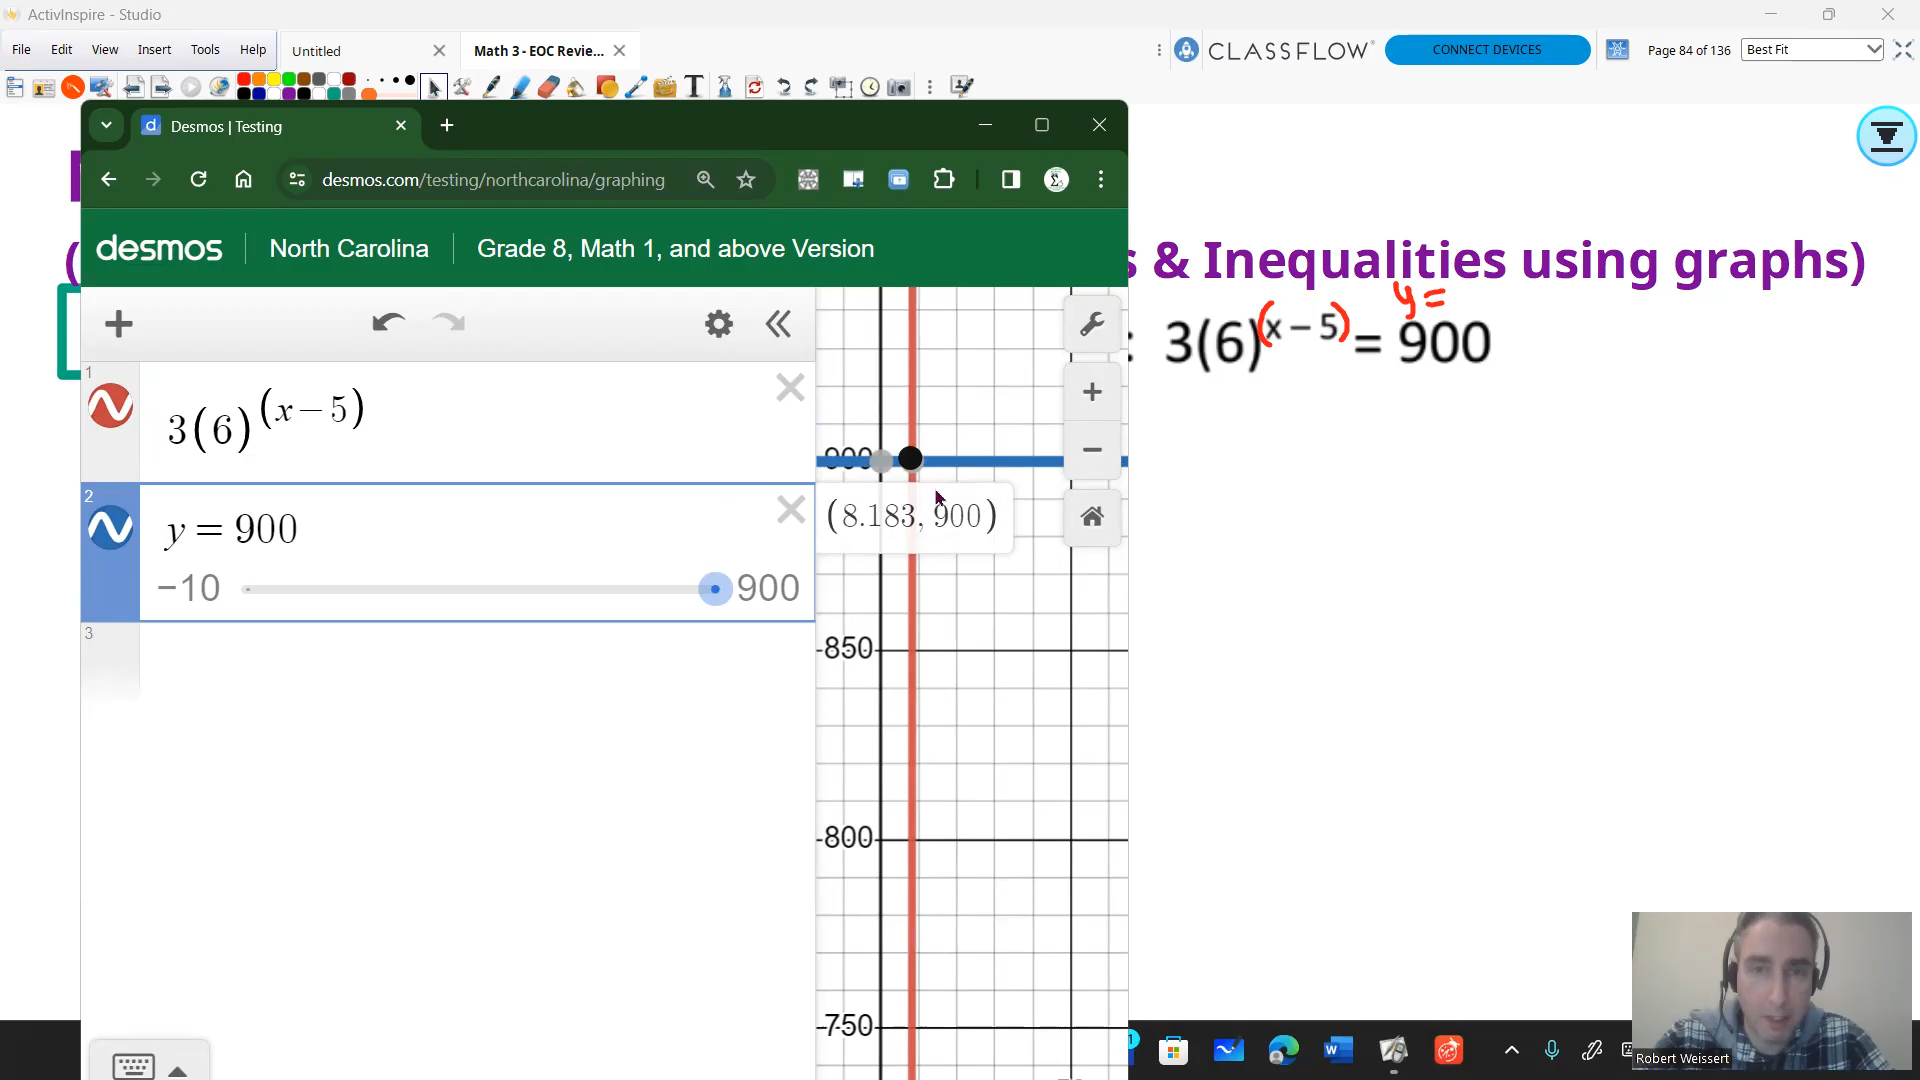 ActivInspire - Studio
File Edit View Insert Tools Help
Untitled
Math 3 - EOC Revie...
CLASSFLOW
CONNECT DEVICES
Page 84 of 136
Best Fit
Desmos | Testing
desmos.com/testing/northcarolina/graphing
desmos
North Carolina
Grade 8, Math 1, and above Version
& Inequalities using graphs)
y =
: 3(6)^(x – 5) = 900
1
3(6)^(x–5)
2
y = 900
−10
900
3
900
(8.183, 900)
850
800
750
Robert Weissert